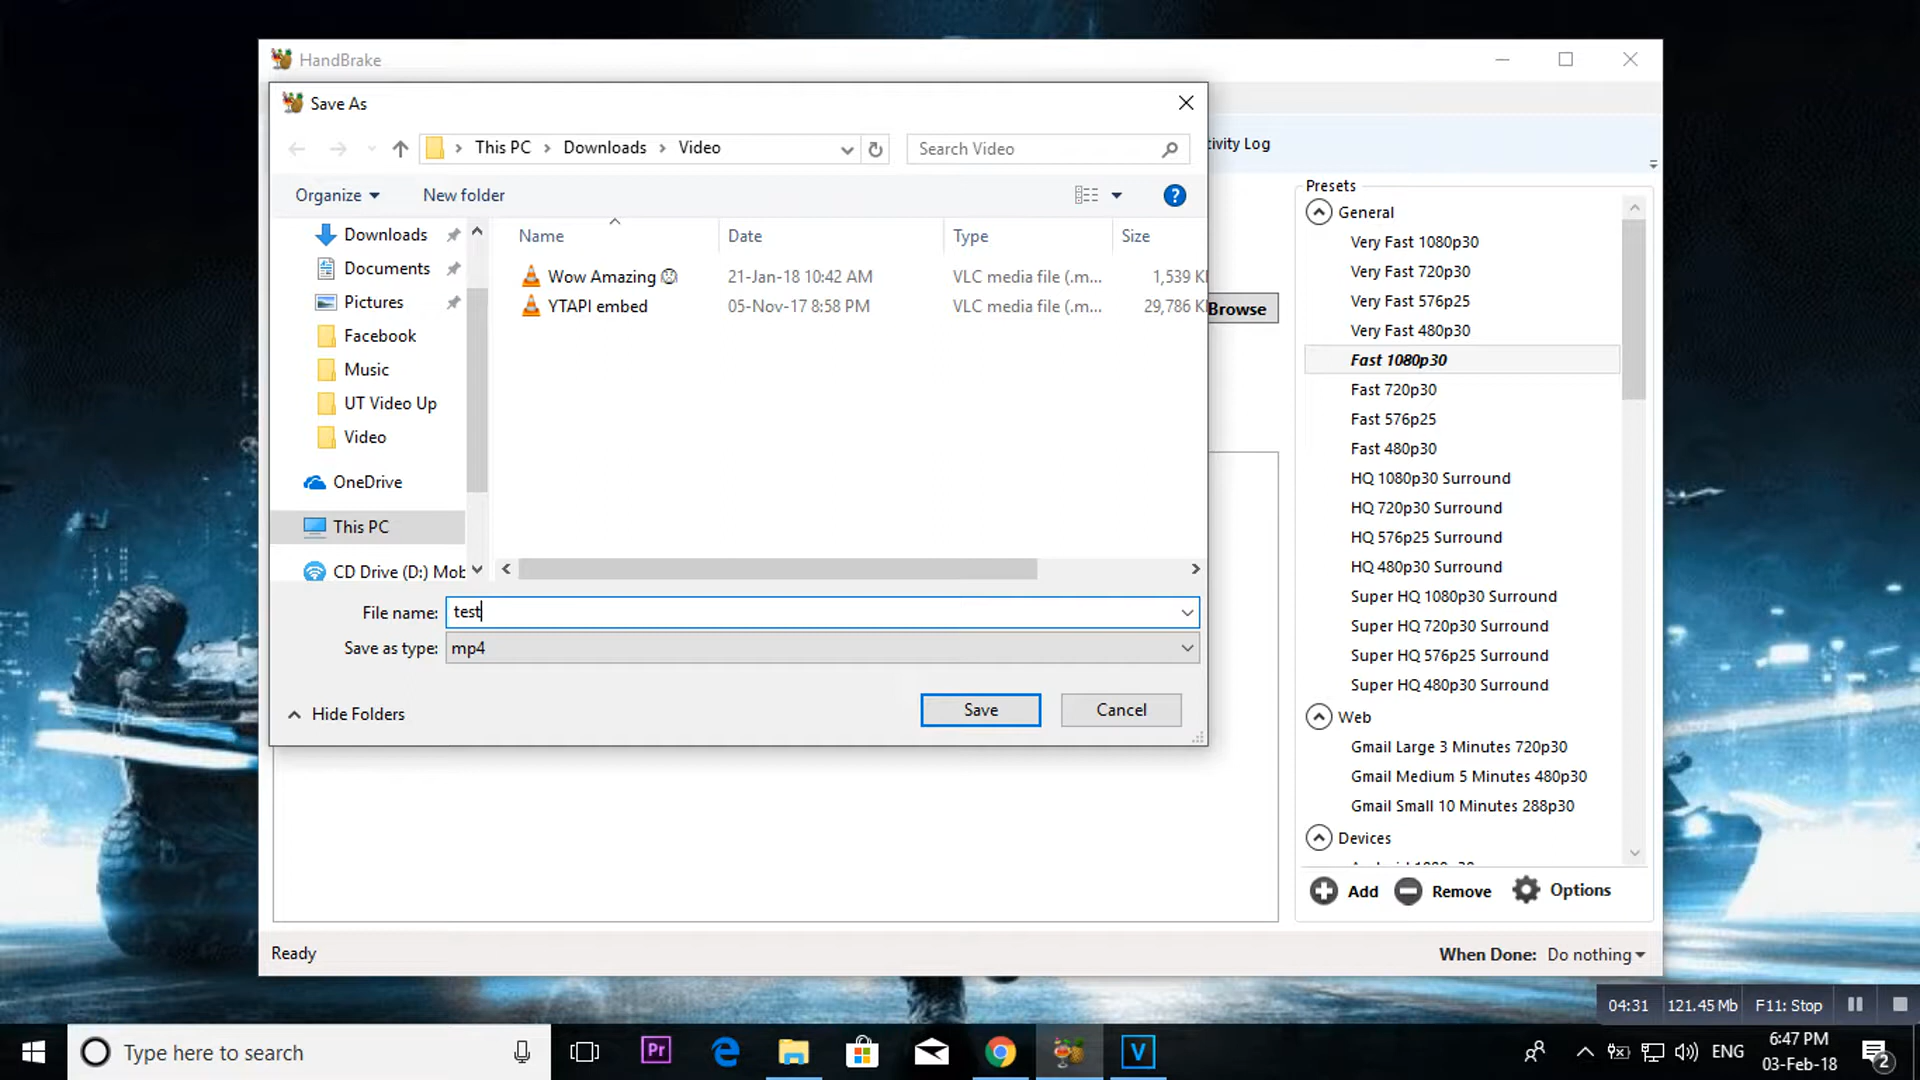 HandBrake
Save As
This PC > Downloads > Video
Search Video
Organize
New folder
Name
Date
Type
Size
Downloads
Documents
Pictures
Facebook
Music
UT Video Up
Video
OneDrive
This PC
CD Drive (D:) Mob
Wow Amazing
21-Jan-18 10:42 AM
VLC media file (.m...
1,539 K
YTAPI embed
05-Nov-17 8:58 PM
VLC media file (.m...
29,786 K
File name: test
Save as type: mp4
Hide Folders
Save
Cancel
tivity Log
Browse
Presets
General
Very Fast 1080p30
Very Fast 720p30
Very Fast 576p25
Very Fast 480p30
Fast 1080p30
Fast 720p30
Fast 576p25
Fast 480p30
HQ 1080p30 Surround
HQ 720p30 Surround
HQ 576p25 Surround
HQ 480p30 Surround
Super HQ 1080p30 Surround
Super HQ 720p30 Surround
Super HQ 576p25 Surround
Super HQ 480p30 Surround
Web
Gmail Large 3 Minutes 720p30
Gmail Medium 5 Minutes 480p30
Gmail Small 10 Minutes 288p30
Devices
Add
Remove
Options
Ready
When Done: Do nothing
04:31
121.45 Mb
F11: Stop
Type here to search
Pr
V
ENG
6:47 PM
03-Feb-18
2